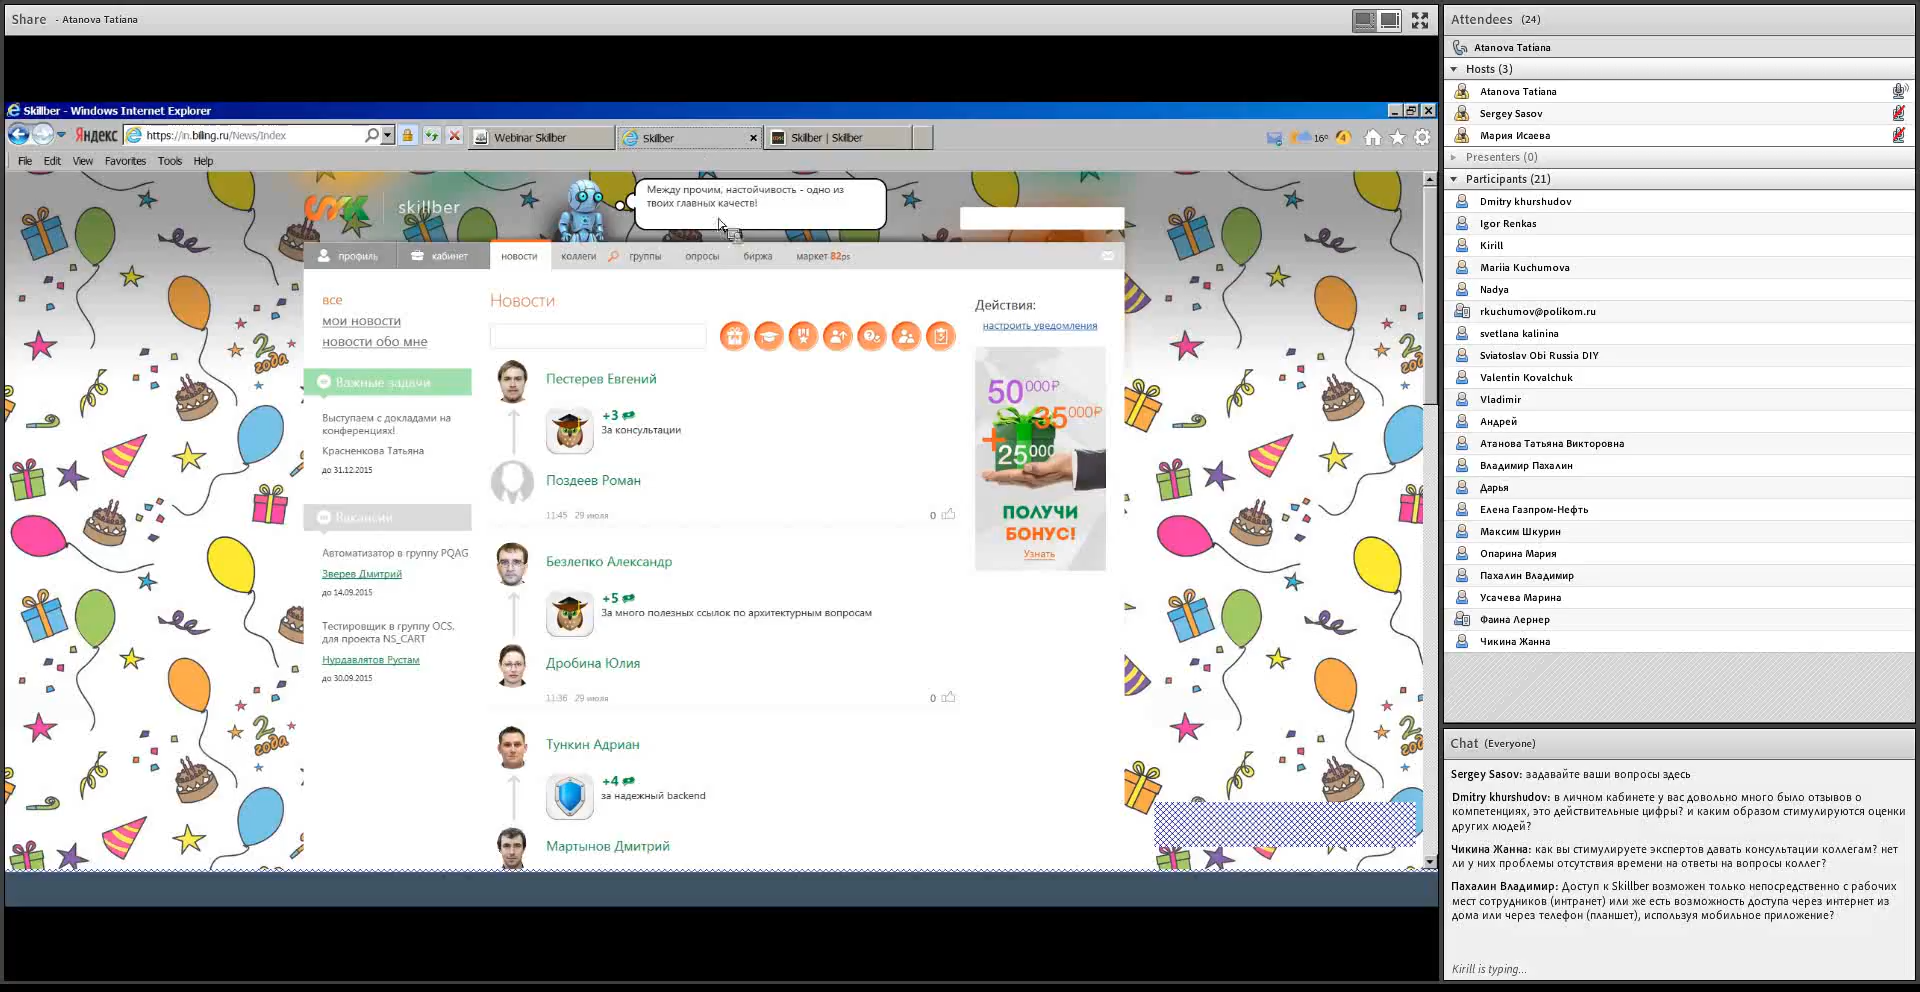 Share - Atanova Tatiana
Skillber - Windows Internet Explorer
Яндекс
https://in.billing.ru/News/Index
Webinar Skillber
Skillber
Skillber | Skillber
16°
4
File Edit View Favorites Tools Help
skillber
Между прочим, настойчивость - одно из
твоих главных качеств!
профиль
кабинет
новости
коллеги
группы
опросы
биржа
маркет 82ps
все
мои новости
новости обо мне
Важные задачи
Выступаем с докладами на
конференциях!
Красненкова Татьяна
до 31.12.2015
Вакансии
Автоматизатор в группу PQAG
Зверев Дмитрий
до 14.09.2015
Тестировщик в группу OCS,
для проекта NS_CART
Нурдавлятов Рустам
до 30.09.2015
Новости
Пестерев Евгений
+3
За консультации
Поздеев Роман
11:45 29 июля
0
Безлепко Александр
+5
За много полезных ссылок по архитектурным вопросам
Дробина Юлия
11:36 29 июля
0
Тункин Адриан
+4
за надежный backend
Мартынов Дмитрий
Действия:
настроить уведомления
50 000₽
35 000₽
+
25 000
ПОЛУЧИ
БОНУС!
Узнать
2 года
2 года
2 года
2 года
Attendees (24)
Atanova Tatiana
Hosts (3)
Atanova Tatiana
Sergey Sasov
Мария Исаева
Presenters (0)
Participants (21)
Dmitry khurshudov
Igor Renkas
Kirill
Mariia Kuchumova
Nadya
rkuchumov@polikom.ru
svetlana kalinina
Sviatoslav Obi Russia DIY
Valentin Kovalchuk
Vladimir
Андрей
Атанова Татьяна Викторовна
Владимир Пахалин
Дарья
Елена Газпром-Нефть
Максим Шкурин
Опарина Мария
Пахалин Владимир
Усачева Марина
Фаина Лернер
Чикина Жанна
Chat (Everyone)
Sergey Sasov: задавайте ваши вопросы здесь
Dmitry khurshudov: в личном кабинете у вас довольно много было отзывов о
компетенциях, это действительные цифры? и каким образом стимулируются оценки
других людей?
Чикина Жанна: как вы стимулируете экспертов давать консультации коллегам? нет
ли у них проблемы отсутствия времени на ответы на вопросы коллег?
Пахалин Владимир: Доступ к Skillber возможен только непосредственно с рабочих
мест сотрудников (интранет) или же есть возможность доступа через интернет из
дома или через телефон (планшет), используя мобильное приложение?
Kirill is typing...